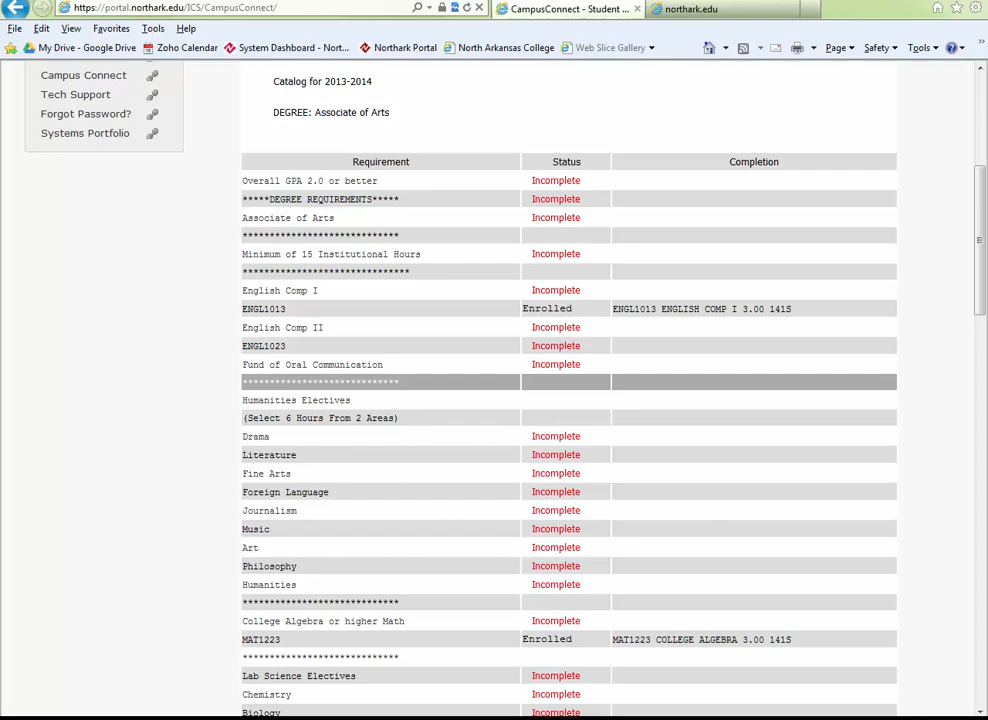 https://portal.northark.edu/ICS/CampusConnect/
CampusConnect - Student ...
northark.edu
File Edit View Favorites Tools Help
My Drive - Google Drive Zoho Calendar System Dashboard - Nort... Northark Portal North Arkansas College Web Slice Gallery Page Safety Tools
Campus Connect
Tech Support
Forgot Password?
Systems Portfolio
Catalog for 2013-2014
DEGREE: Associate of Arts
Requirement Status Completion
Overall GPA 2.0 or better Incomplete
*****DEGREE REQUIREMENTS***** Incomplete
Associate of Arts Incomplete
*****************************
Minimum of 15 Institutional Hours Incomplete
*******************************
English Comp I Incomplete
ENGL1013 Enrolled ENGL1013 ENGLISH COMP I 3.00 141S
English Comp II Incomplete
ENGL1023 Incomplete
Fund of Oral Communication Incomplete
*****************************
Humanities Electives
(Select 6 Hours From 2 Areas)
Drama Incomplete
Literature Incomplete
Fine Arts Incomplete
Foreign Language Incomplete
Journalism Incomplete
Music Incomplete
Art Incomplete
Philosophy Incomplete
Humanities Incomplete
*****************************
College Algebra or higher Math Incomplete
MAT1223 Enrolled MAT1223 COLLEGE ALGEBRA 3.00 141S
*****************************
Lab Science Electives Incomplete
Chemistry Incomplete
Biology Incomplete